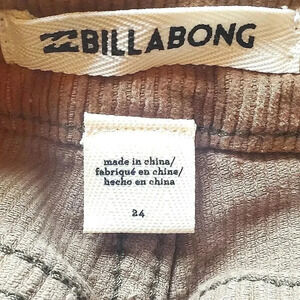 BILLABONG
made in china/
fabriqué en chine/
hecho en china
24